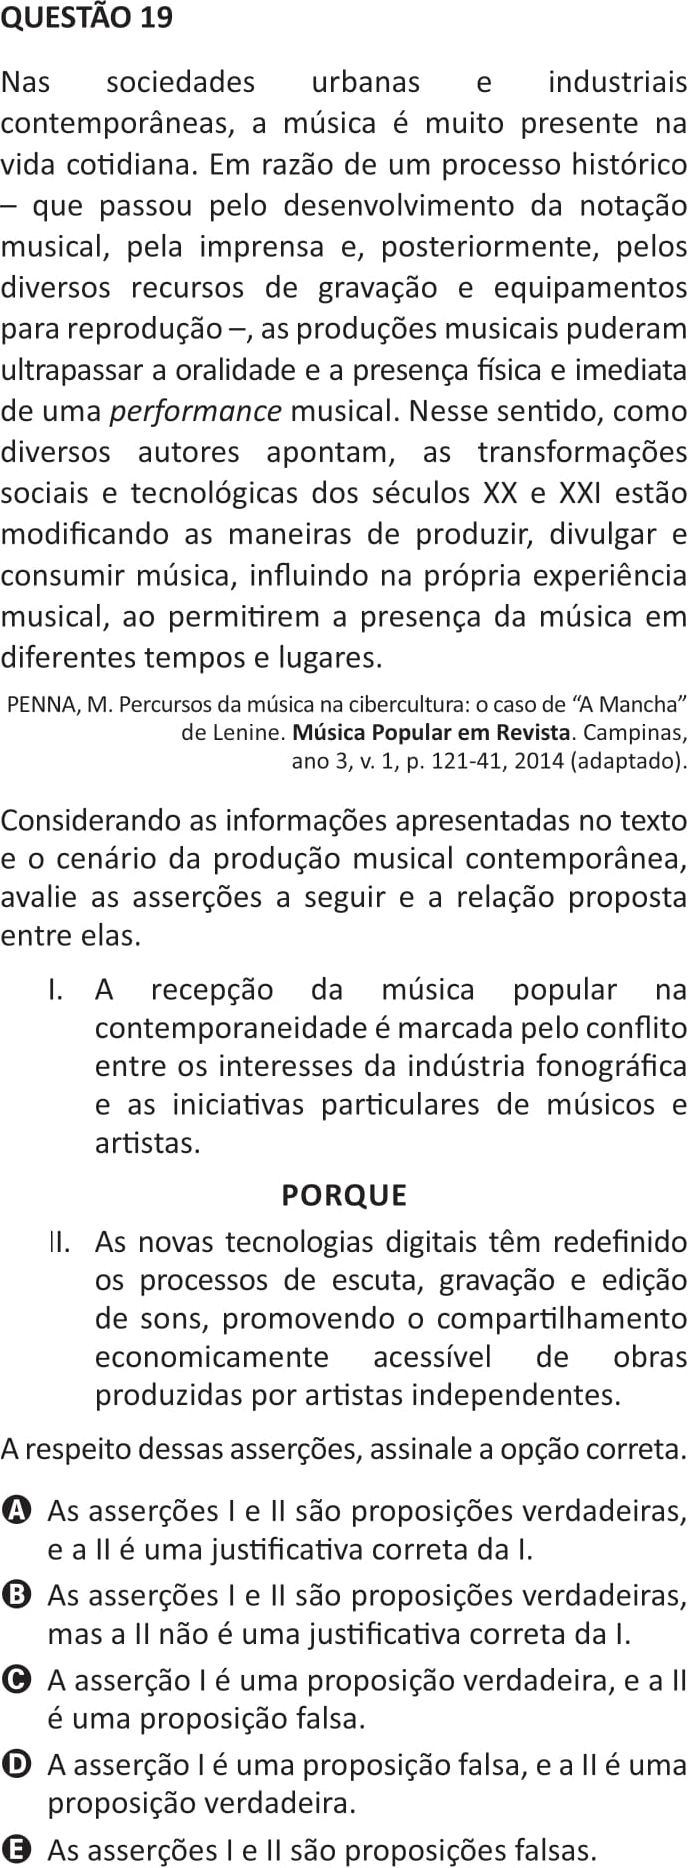 QUESTÃO 19
Nas sociedades urbanas e industriais
contemporâneas, a música é muito presente na
vida cotidiana. Em razão de um processo histórico
– que passou pelo desenvolvimento da notação
musical, pela imprensa e, posteriormente, pelos
diversos recursos de gravação e equipamentos
para reprodução –, as produções musicais puderam
ultrapassar a oralidade e a presença física e imediata
de uma performance musical. Nesse sentido, como
diversos autores apontam, as transformações
sociais e tecnológicas dos séculos XX e XXI estão
modificando as maneiras de produzir, divulgar e
consumir música, influindo na própria experiência
musical, ao permitirem a presença da música em
diferentes tempos e lugares.
PENNA, M. Percursos da música na cibercultura: o caso de “A Mancha”
de Lenine. Música Popular em Revista. Campinas,
ano 3, v. 1, p. 121-41, 2014 (adaptado).
Considerando as informações apresentadas no texto
e o cenário da produção musical contemporânea,
avalie as asserções a seguir e a relação proposta
entre elas.
I. A recepção da música popular na
contemporaneidade é marcada pelo conflito
entre os interesses da indústria fonográfica
e as iniciativas particulares de músicos e
artistas.
PORQUE
II. As novas tecnologias digitais têm redefinido
os processos de escuta, gravação e edição
de sons, promovendo o compartilhamento
economicamente acessível de obras
produzidas por artistas independentes.
A respeito dessas asserções, assinale a opção correta.
A As asserções I e II são proposições verdadeiras,
e a II é uma justificativa correta da I.
B As asserções I e II são proposições verdadeiras,
mas a II não é uma justificativa correta da I.
C A asserção I é uma proposição verdadeira, e a II
é uma proposição falsa.
D A asserção I é uma proposição falsa, e a II é uma
proposição verdadeira.
E As asserções I e II são proposições falsas.